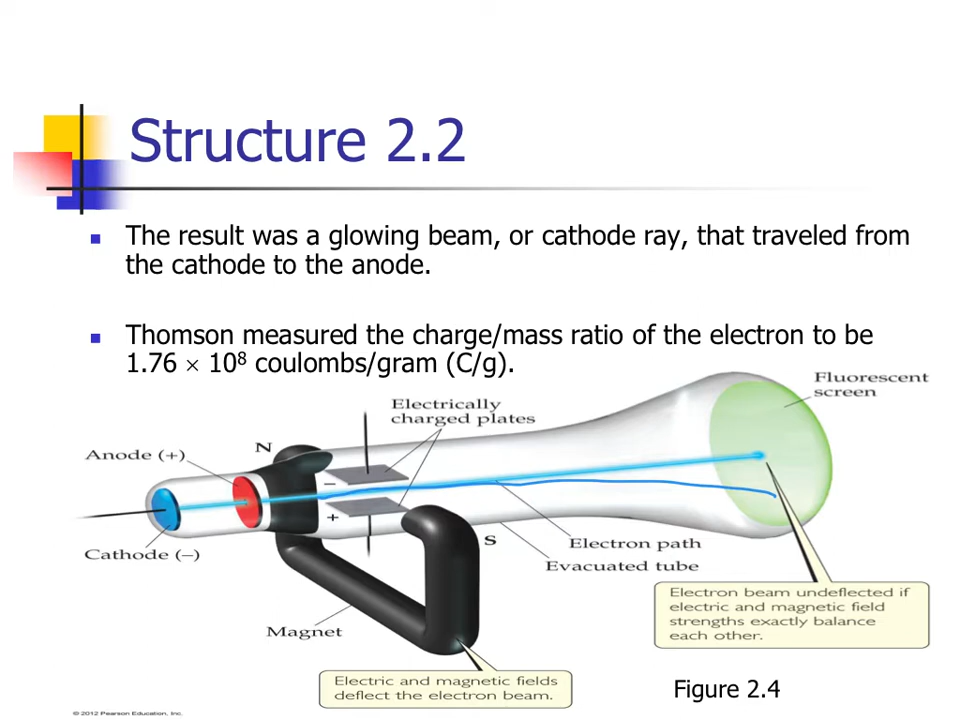 Structure 2.2
The result was a glowing beam, or cathode ray, that traveled from
the cathode to the anode.
Thomson measured the charge/mass ratio of the electron to be
1.76 × 10⁸ coulombs/gram (C/g).
Fluorescent
screen
Electrically
charged plates
N
Anode (+)
−
+
S
Cathode (−)
Electron path
Evacuated tube
Electron beam undeflected if
electric and magnetic field
strengths exactly balance
each other.
Magnet
Electric and magnetic fields
deflect the electron beam.
Figure 2.4
© 2012 Pearson Education, Inc.